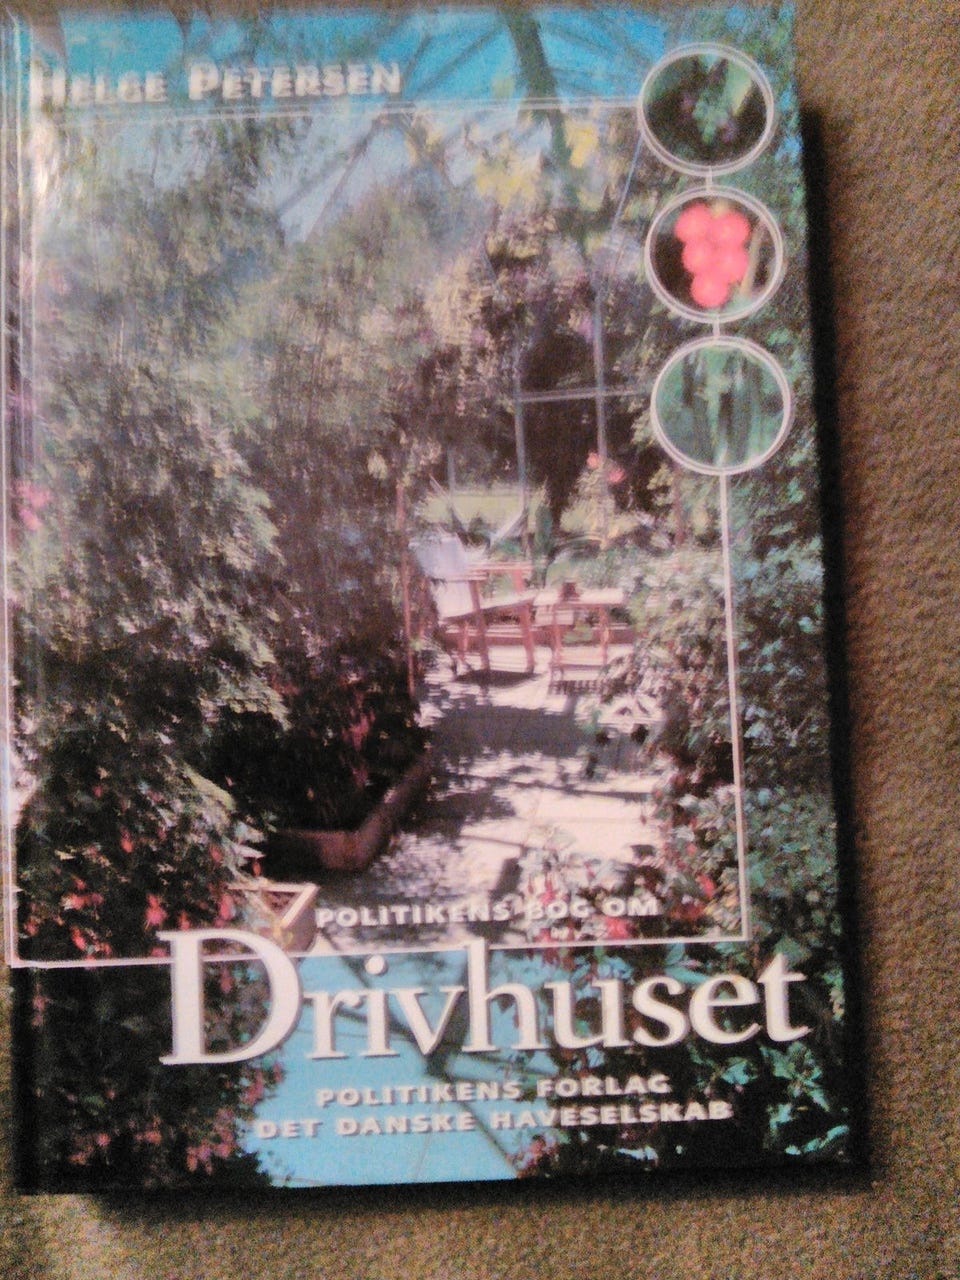 HELGE PETERSEN
POLITIKENS BOG OM
Drivhuset
POLITIKENS FORLAG
DET DANSKE HAVESELSKAB